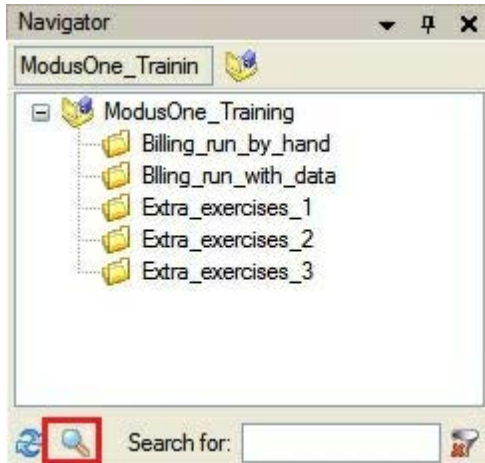 Navigator
ModusOne_Trainin
ModusOne_Training
Billing_run_by_hand
Blling_run_with_data
Extra_exercises_1
Extra_exercises_2
Extra_exercises_3
Search for: